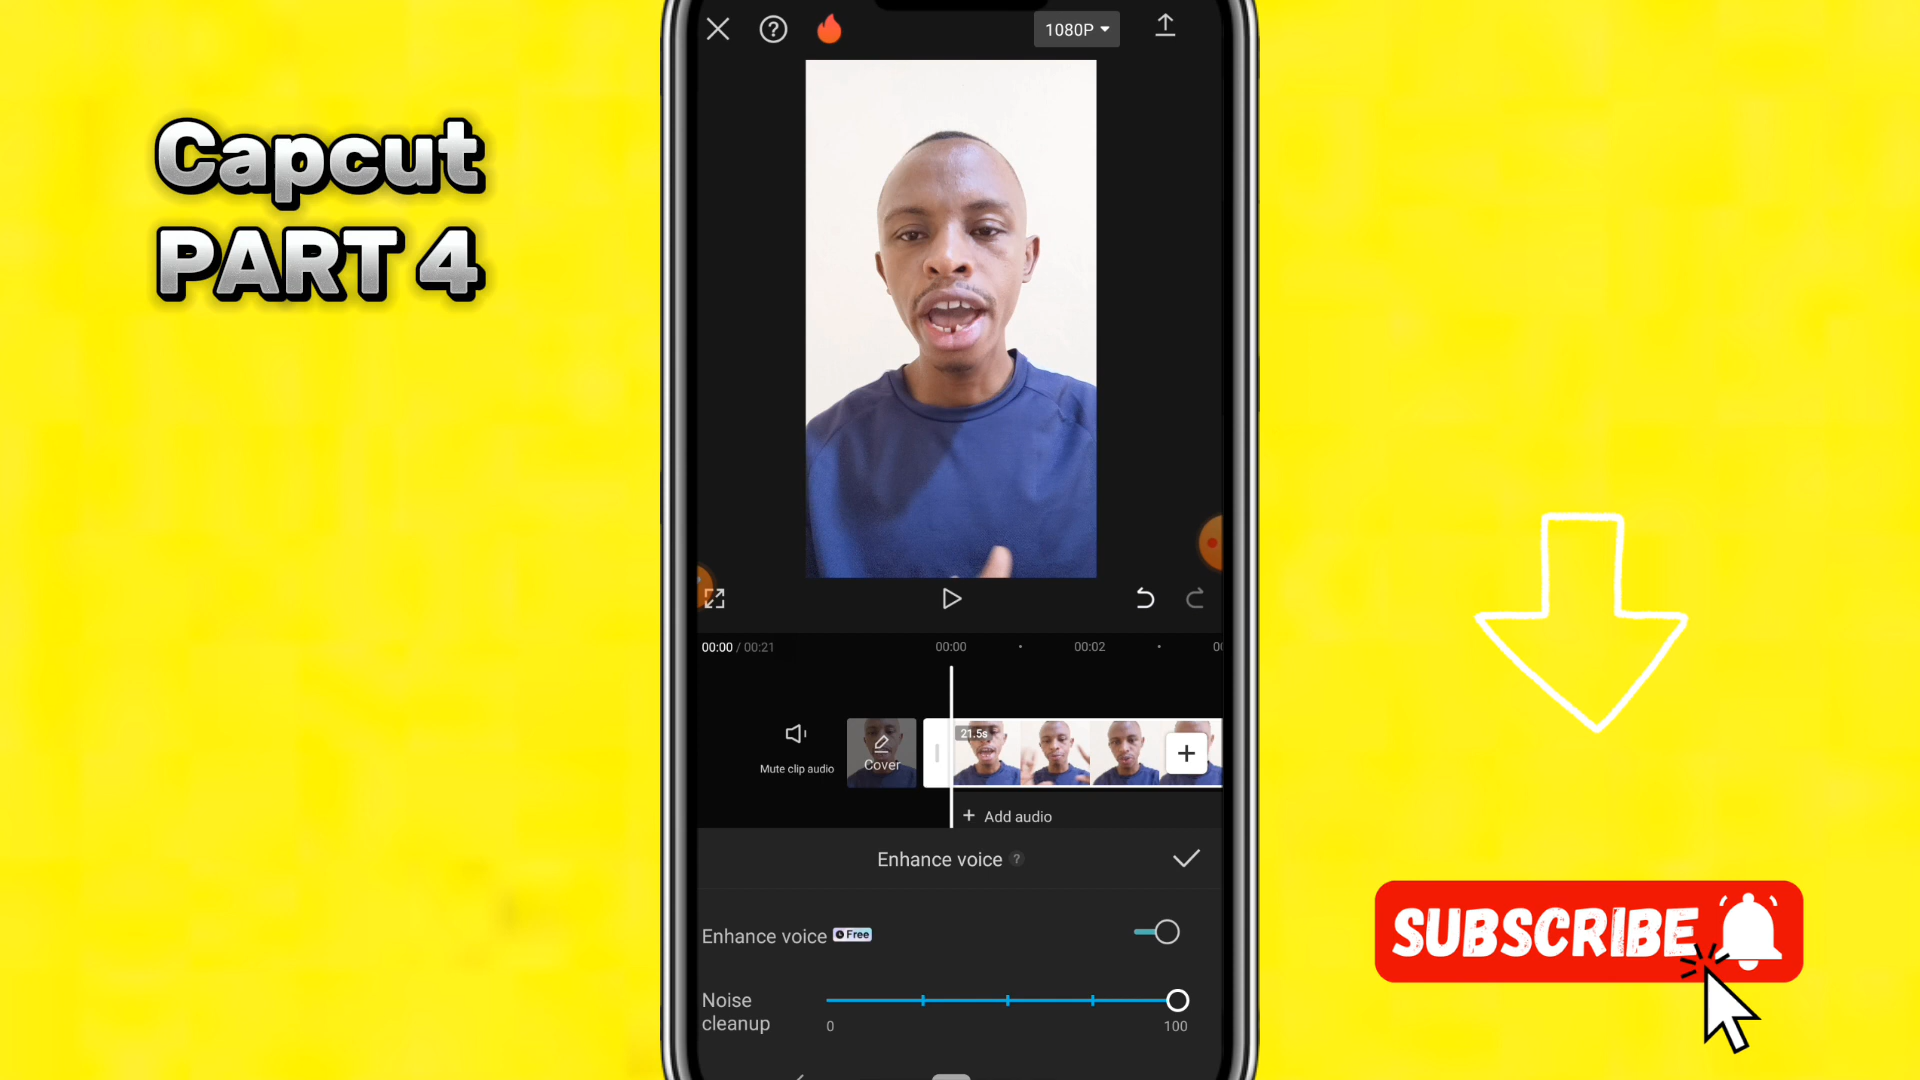 1080P
Capcut
PART 4
00:00 / 00:21
00:00
00:02
21.5s
Mute clip audio
Cover
+ Add audio
Enhance voice ?
Enhance voice Free
Noise
cleanup
0
100
SUBSCRIBE